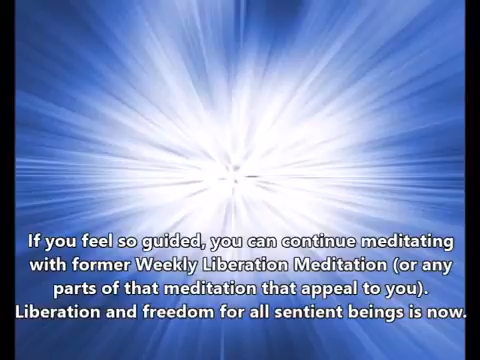 If you feel so guided, you can continue meditating
with former Weekly Liberation Meditation (or any
parts of that meditation that appeal to you).
Liberation and freedom for all sentient beings is now.